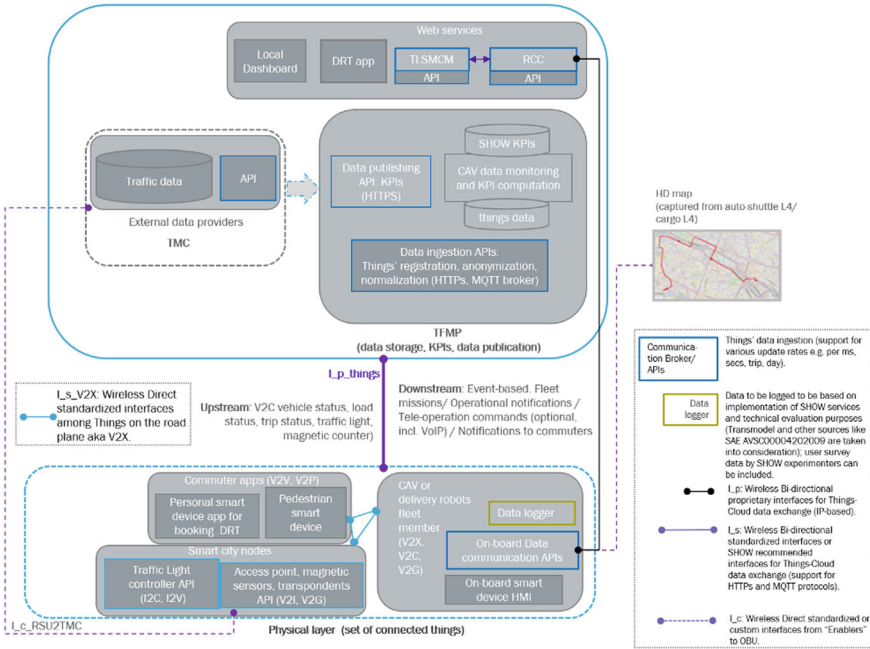 Web services
Local
Dashboard
DRT app
TLSMCM
API
RCC
API
Traffic data
API
External data providers
TMC
Data publishing
API: KPIs
(HTTPS)
SHOW KPIs
CAV data monitoring
and KPI computation
things data
Data ingestion APIs:
Things' registration, anonymization,
normalization (HTTPs, MQTT broker)
TFMP
(data storage, KPIs, data publication)
HD map
(captured from auto-shuttle L4/
cargo L4)
I_p_things
I_s_V2X: Wireless Direct
standardized interfaces
among Things on the road
plane aka V2X.
Upstream: V2C vehicle status, load
status, trip status, traffic light,
magnetic counter)
Downstream: Event-based. Fleet
missions/ Operational notifications /
Tele-operation commands (optional,
incl. VoIP) / Notifications to commuters
Communica-
tion Broker/
APIs
Things' data ingestion (support for
various update rates e.g. per ms,
secs, trip, day).
Data
logger
Data to be logged to be based on
implementation of SHOW services
and technical evaluation purposes
(Transmodel and other sources like
SAE AVSC00004202009 are taken
into consideration); user survey
data by SHOW experimenters can
be included.
I_p: Wireless Bi-directional
proprietary interfaces for Things-
Cloud data exchange (IP-based).
I_s: Wireless Bi-directional
standardized interfaces or
SHOW recommended
interfaces for Things-Cloud
data exchange (support for
HTTPs and MQTT protocols).
I_c: Wireless Direct standardized or
custom interfaces from "Enablers"
to OBU.
Commuter apps (V2V, V2P)
Personal smart
device app for
booking DRT
Pedestrian
smart
device
Smart city nodes
Traffic Light
controller API
(I2C, I2V)
Access point, magnetic
sensors, transpondents
API (V2I, V2G)
CAV or
delivery robots
fleet
member
(V2X,
V2C,
V2G)
Data logger
On-board Data
communication APIs
On-board smart
device HMI
I_c_RSU2TMC
Physical layer (set of connected things)